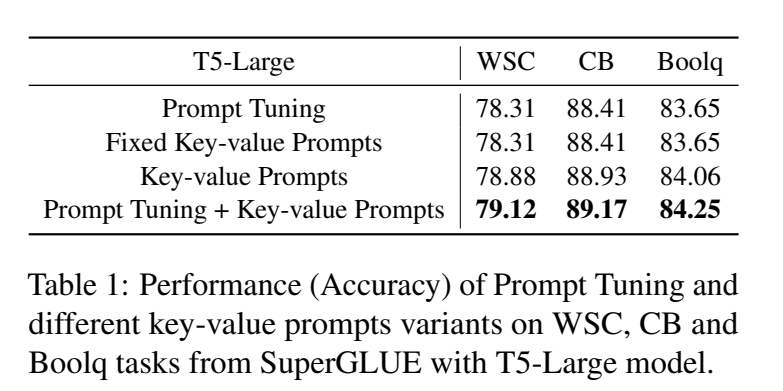 T5-Large WSC CB Boolq
Prompt Tuning 78.31 88.41 83.65
Fixed Key-value Prompts 78.31 88.41 83.65
Key-value Prompts 78.88 88.93 84.06
Prompt Tuning + Key-value Prompts 79.12 89.17 84.25
Table 1: Performance (Accuracy) of Prompt Tuning and
different key-value prompts variants on WSC, CB and
Boolq tasks from SuperGLUE with T5-Large model.